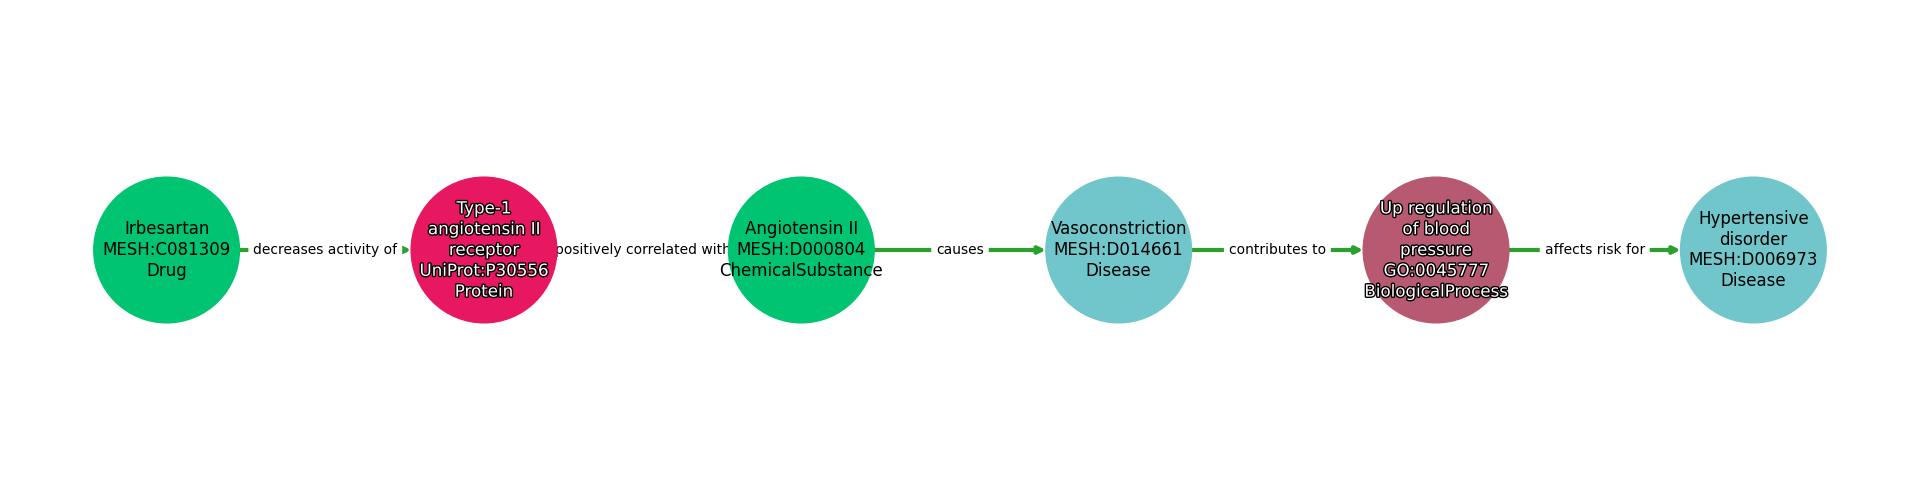 Irbesartan
MESH:C081309
Drug
decreases activity of
Type-1
angiotensin II
receptor
UniProt:P30556
Protein
positively correlated with
Angiotensin II
MESH:D000804
ChemicalSubstance
causes
Vasoconstriction
MESH:D014661
Disease
contributes to
Up regulation
of blood
pressure
GO:0045777
BiologicalProcess
affects risk for
Hypertensive
disorder
MESH:D006973
Disease